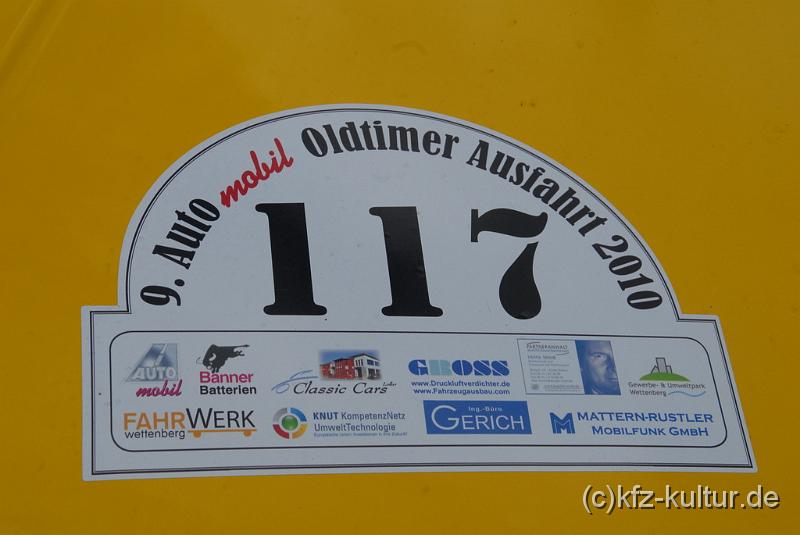 9. Auto mobil Oldtimer Ausfahrt 2010
117
AUTO
mobil
Banner
Batterien
Classic Cars
GROSS
www.Druckluftverdichter.de
www.Fahrzeugausbau.com
PARTNERANWALT
Gewerbe- & Umweltpark
Wettenberg
FAHRWERK
wettenberg
KNUT KompetenzNetz
UmweltTechnologie
Ing.-Büro
GERICH
MATTERN-RUSTLER
MOBILFUNK GMBH
(c)kfz-kultur.de